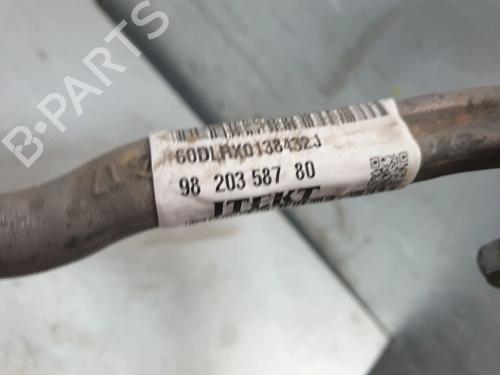 B-PARTS
60DLRX0138432J
98 203 587 80
JTEKT